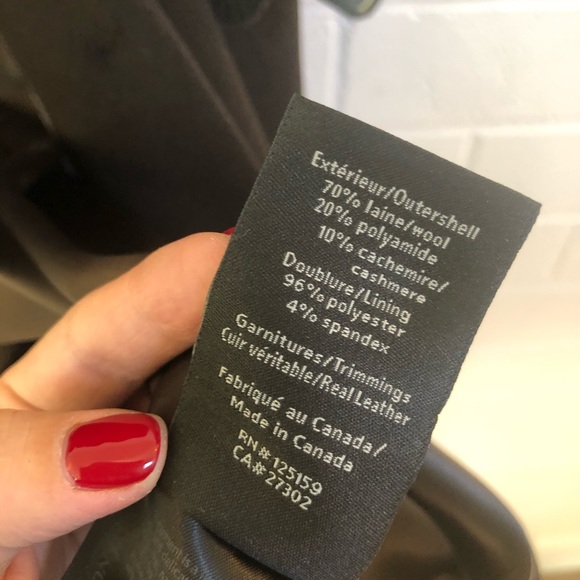 Extérieur/Outershell
70% laine/wool
20% polyamide
10% cachemire/
cashmere
Doublure/Lining
96% polyester
4% spandex
Garnitures/Trimmings
Cuir véritable/Real Leather
Fabriqué au Canada/
Made in Canada
RN# 125159
CA# 27302